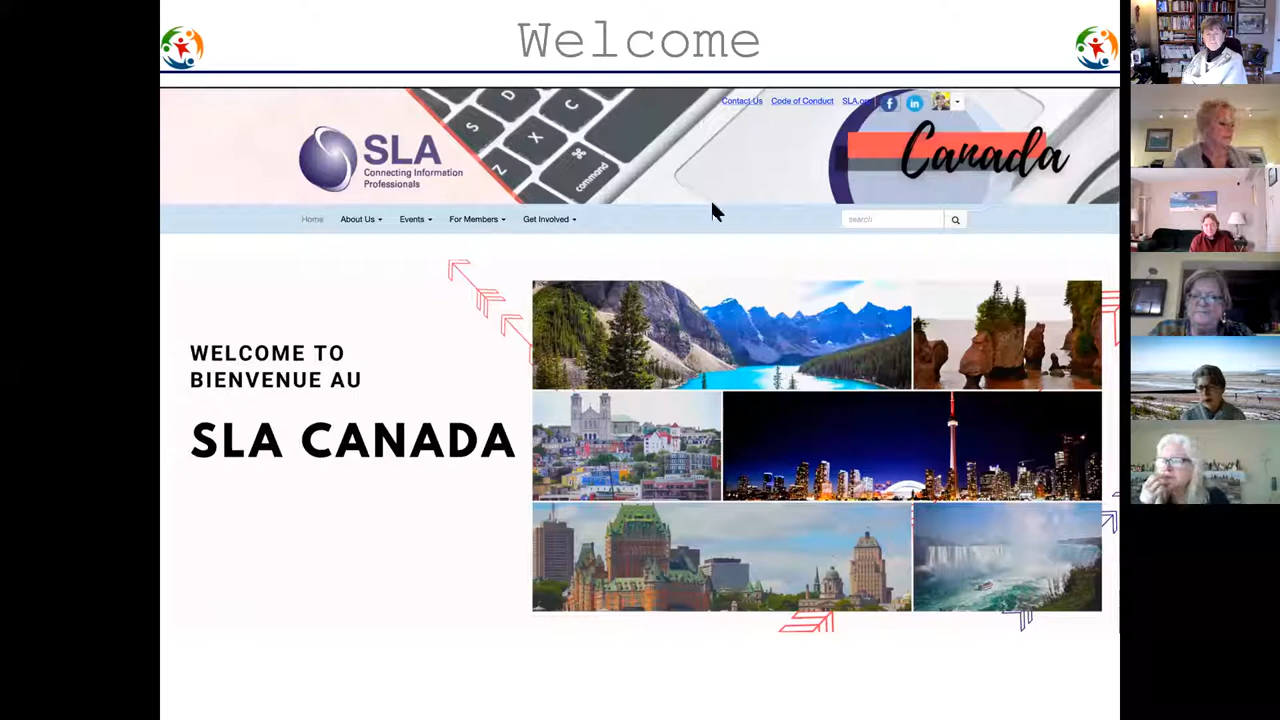 Welcome
Contact Us Code of Conduct SLA.org
Canada
SLA
Connecting Information
Professionals
S
D
Z
X
C
⌘
command
Home About Us Events For Members Get Involved search
WELCOME TO
BIENVENUE AU
SLA CANADA